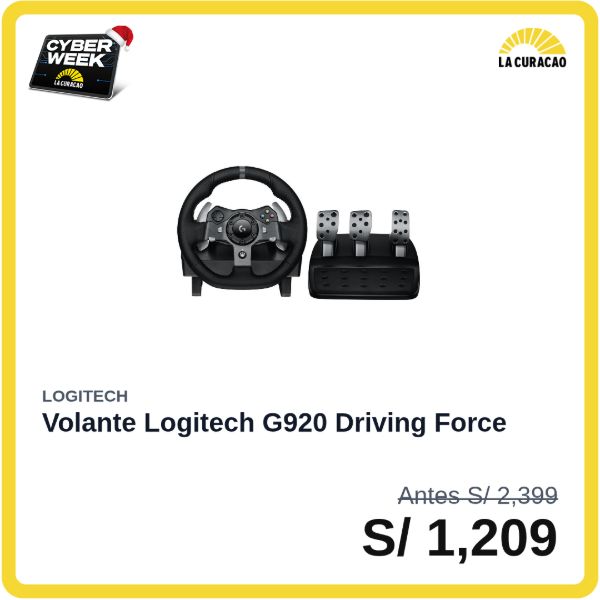 CYBER
WEEK
LA CURACAO
LA CURACAO
LOGITECH
Volante Logitech G920 Driving Force
Antes S/ 2,399
S/ 1,209